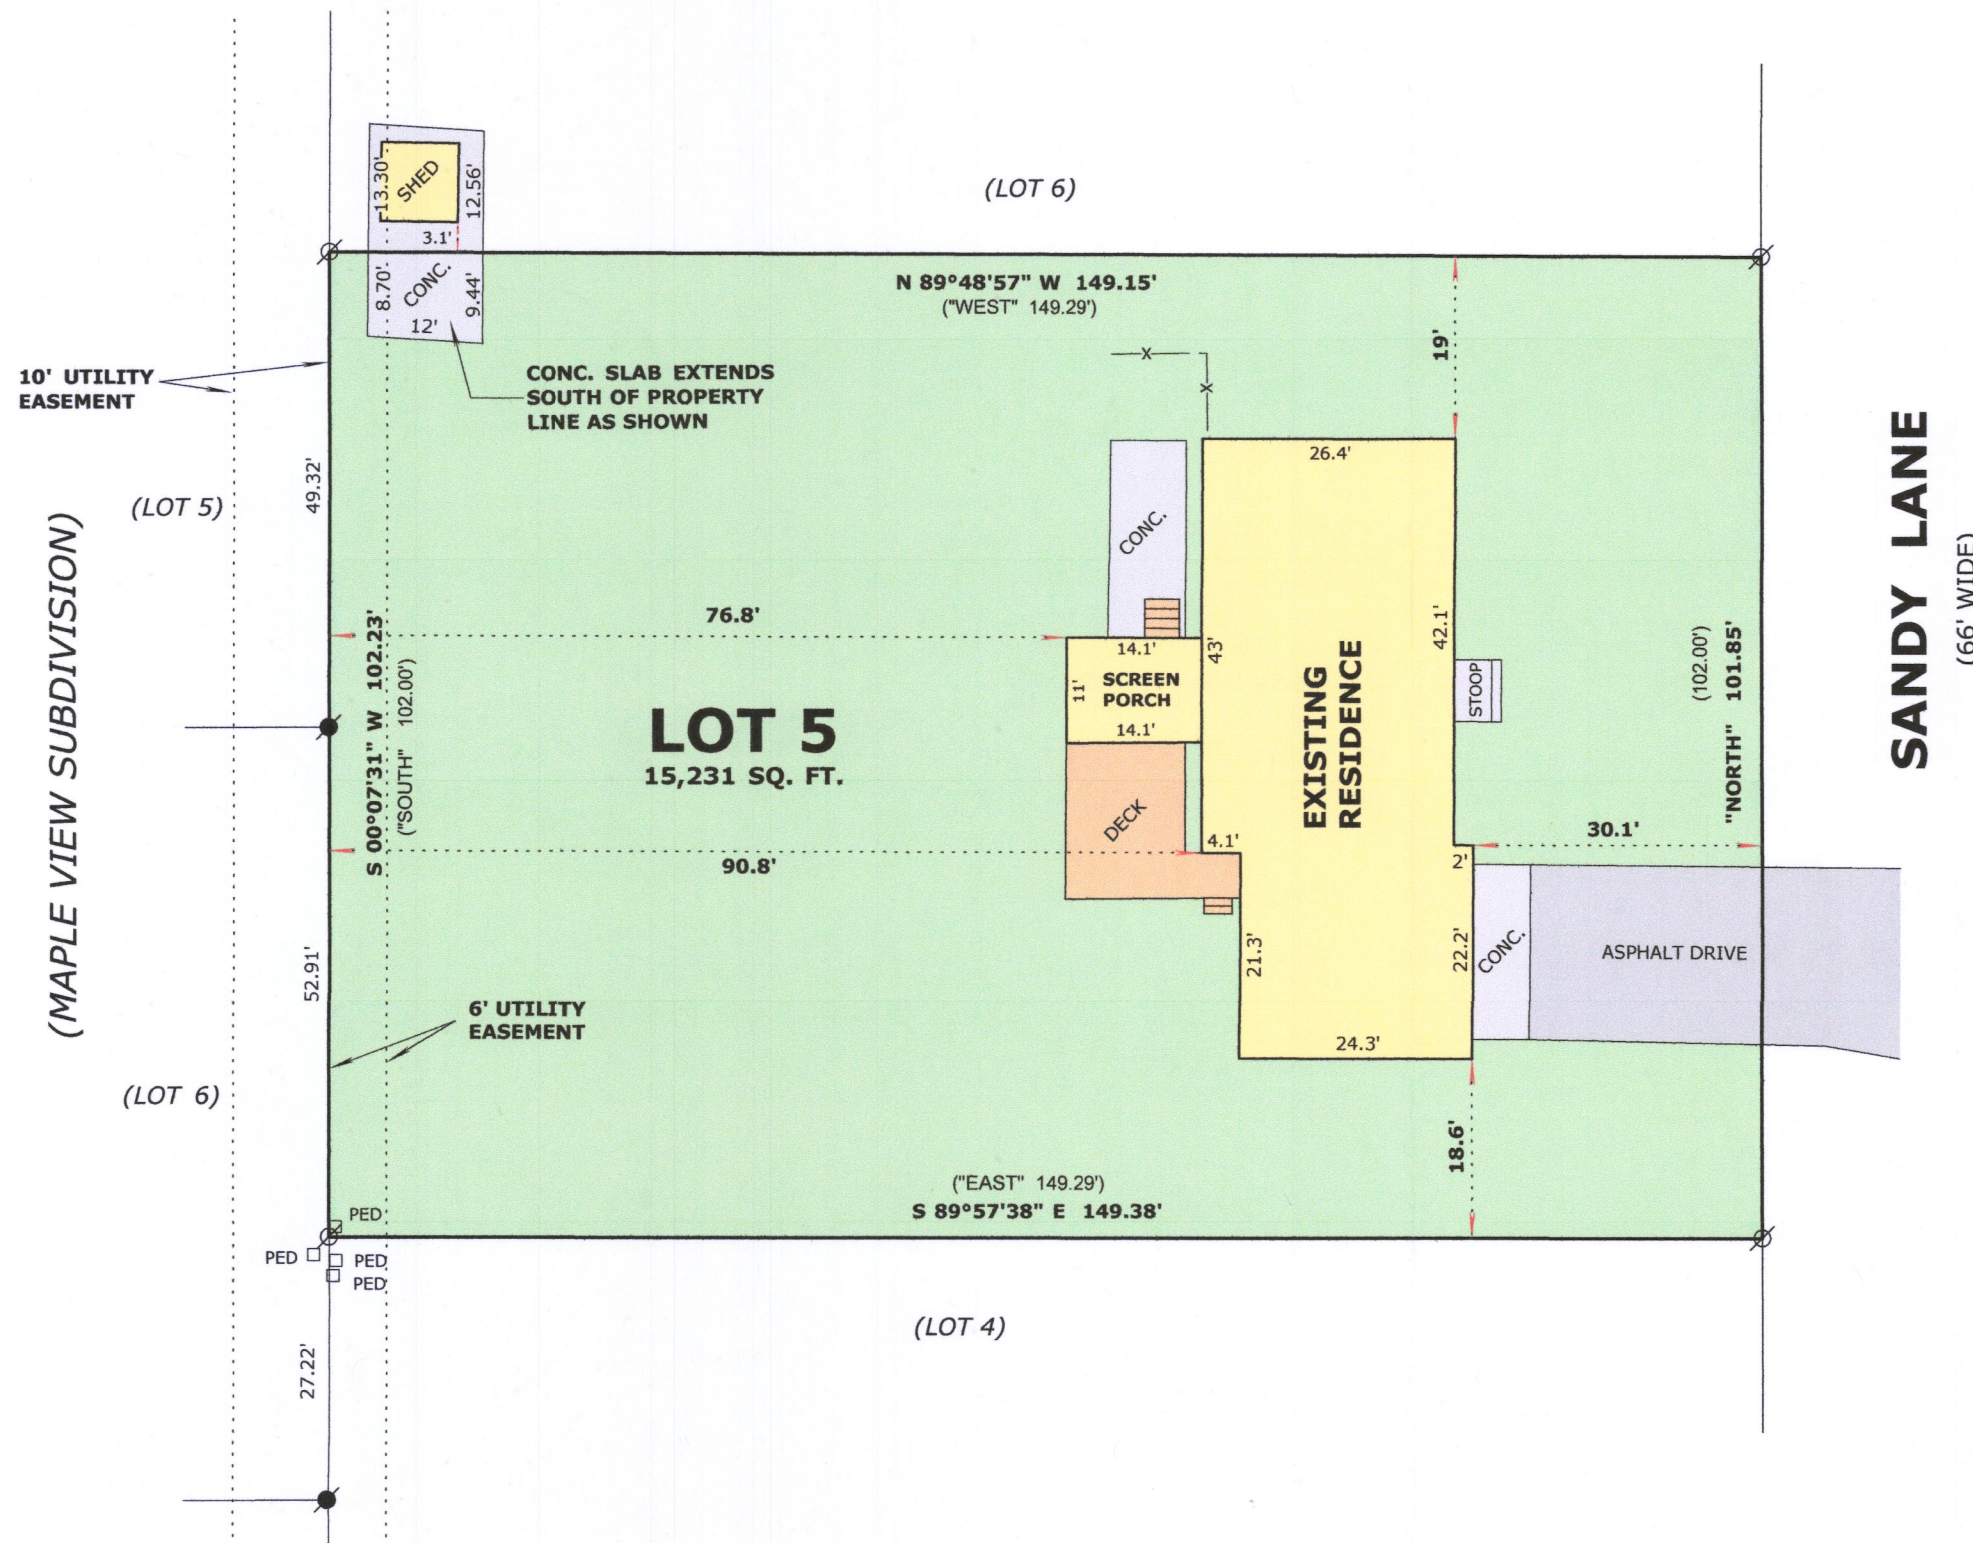 (LOT 6)
13.30'
SHED
12.56'
3.1'
8.70'
CONC.
9.44'
12'
N 89°48'57" W 149.15'
("WEST" 149.29')
19'
10' UTILITY
EASEMENT
CONC. SLAB EXTENDS
SOUTH OF PROPERTY
LINE AS SHOWN
x
x
26.4'
49.32'
(LOT 5)
(MAPLE VIEW SUBDIVISION)
CONC.
76.8'
S 00°07'31" W 102.23'
("SOUTH" 102.00')
14.1'
11'
SCREEN
PORCH
14.1'
43'
42.1'
EXISTING
RESIDENCE
STOOP
(102.00')
"NORTH" 101.85'
SANDY LANE
(66' WIDE)
LOT 5
15,231 SQ. FT.
DECK
4.1'
90.8'
30.1'
2'
52.91'
21.3'
22.2'
CONC.
ASPHALT DRIVE
6' UTILITY
EASEMENT
24.3'
(LOT 6)
18.6'
("EAST" 149.29')
S 89°57'38" E 149.38'
PED
PED
PED
PED
(LOT 4)
27.22'